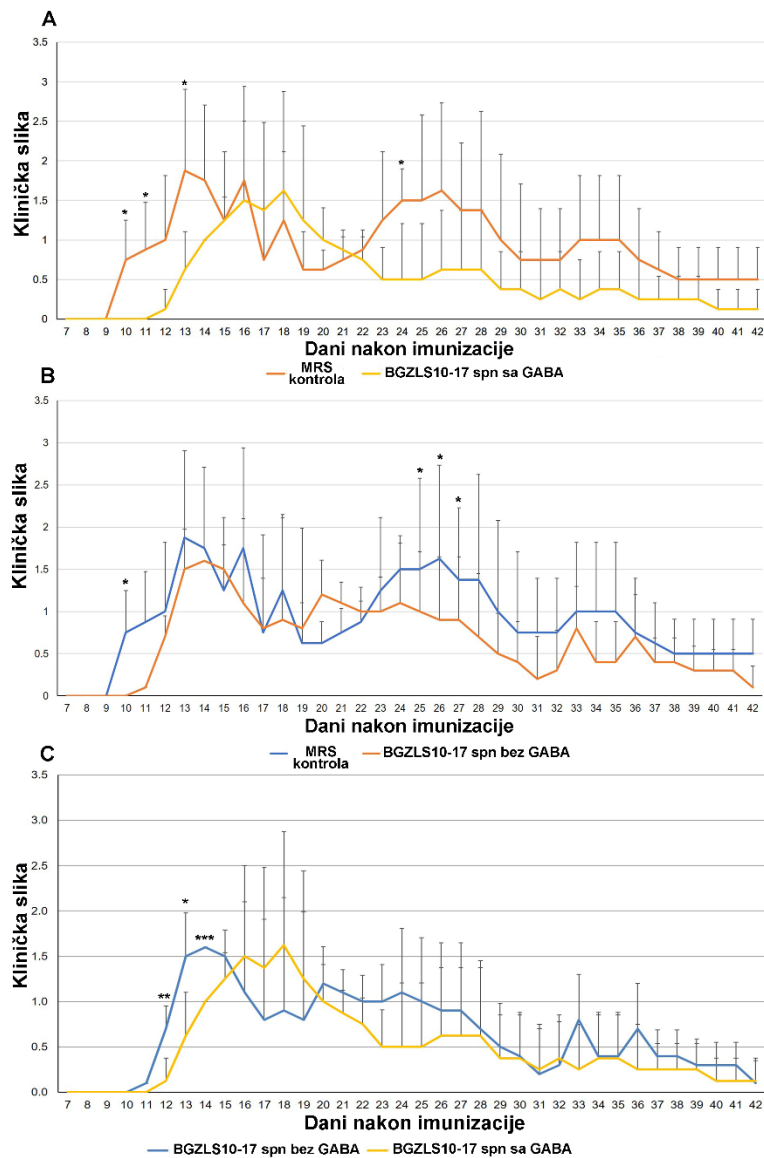 A
3.5
3
2.5
2
1.5
1
0.5
0
Klinička slika
* * * *
7 8 9 10 11 12 13 14 15 16 17 18 19 20 21 22 23 24 25 26 27 28 29 30 31 32 33 34 35 36 37 38 39 40 41 42
Dani nakon imunizacije
MRS
kontrola
BGZLS10-17 spn sa GABA
B
3.5
3
2.5
2
1.5
1
0.5
0
Klinička slika
* * * *
7 8 9 10 11 12 13 14 15 16 17 18 19 20 21 22 23 24 25 26 27 28 29 30 31 32 33 34 35 36 37 38 39 40 41 42
Dani nakon imunizacije
MRS
kontrola
BGZLS10-17 spn bez GABA
C
3.5
3.0
2.5
2.0
1.5
1.0
0.5
0.0
Klinička slika
** * ***
7 8 9 10 11 12 13 14 15 16 17 18 19 20 21 22 23 24 25 26 27 28 29 30 31 32 33 34 35 36 37 38 39 40 41 42
Dani nakon imunizacije
BGZLS10-17 spn bez GABA BGZLS10-17 spn sa GABA